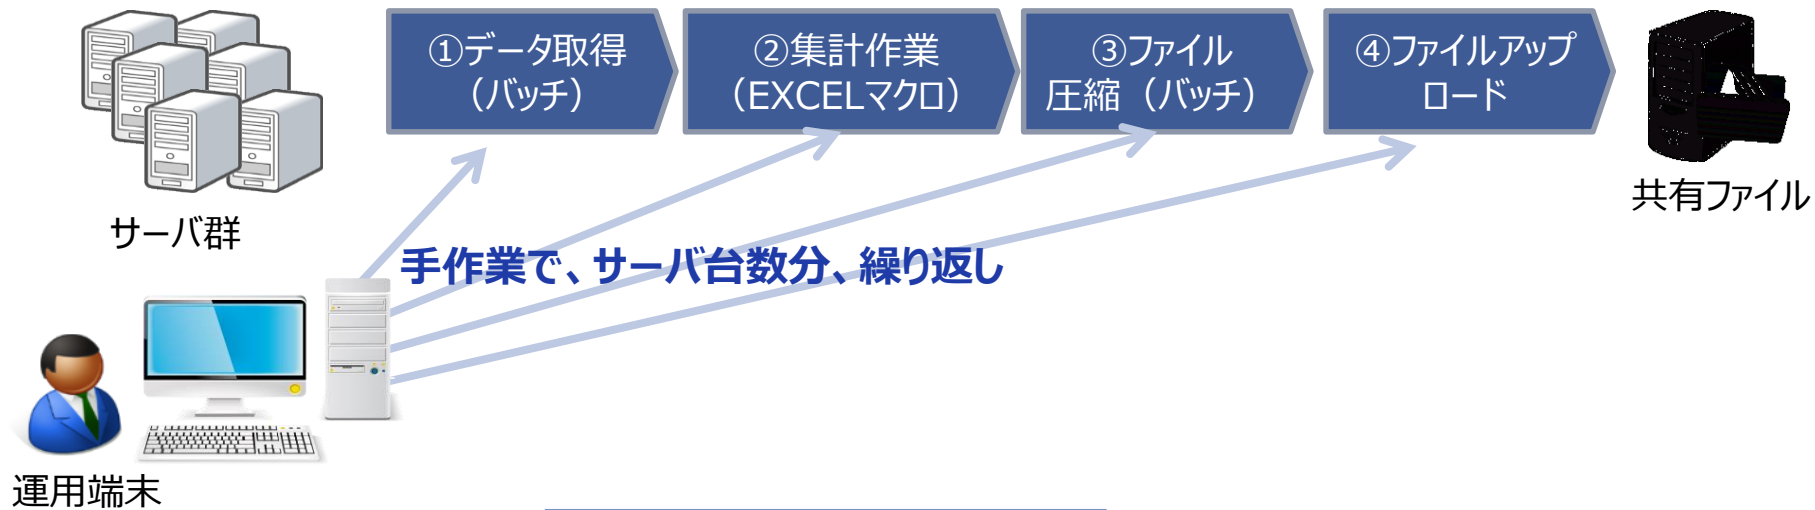 ①データ取得
（バッチ）
②集計作業
（EXCELマクロ）
③ファイル
圧縮（バッチ）
④ファイルアップ
ロード
共有ファイル
サーバ群
手作業で、サーバ台数分、繰り返し
運用端末